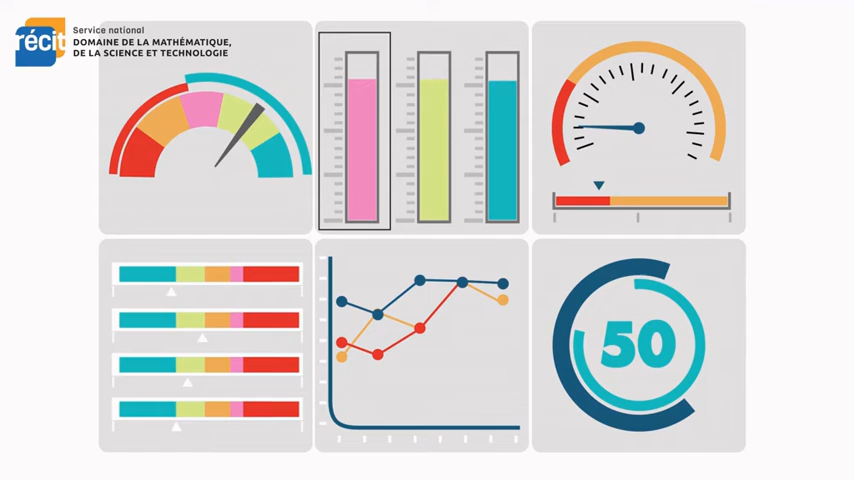 récit
Service national
DOMAINE DE LA MATHÉMATIQUE,
DE LA SCIENCE ET TECHNOLOGIE
50